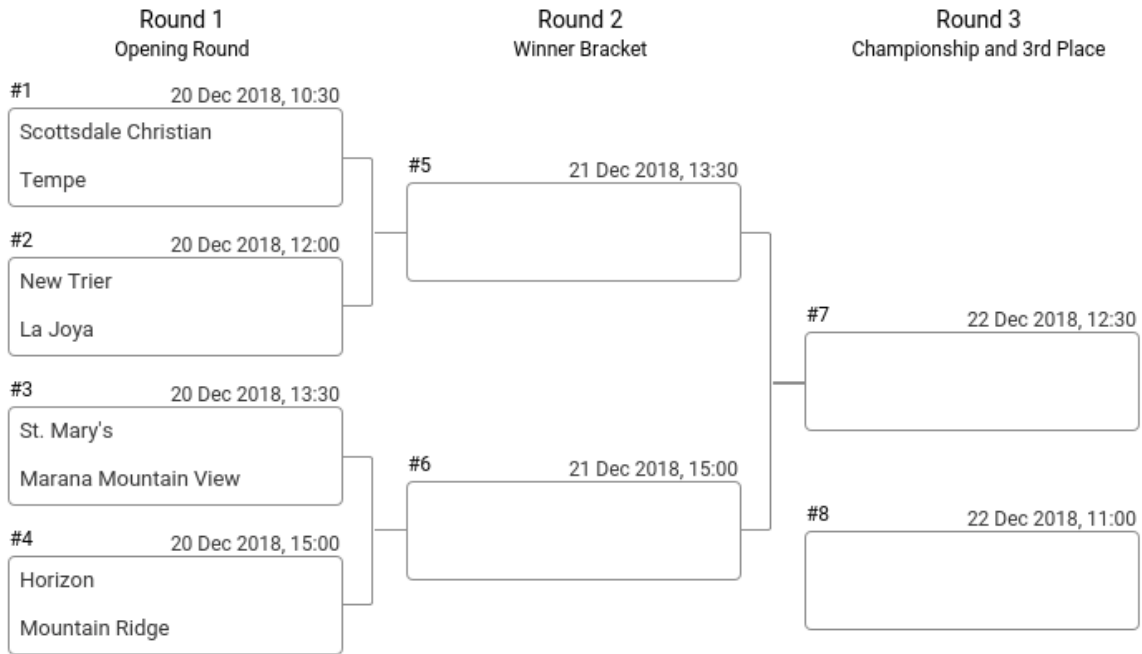 Round 1
Opening Round
Round 2
Winner Bracket
Round 3
Championship and 3rd Place
#1 20 Dec 2018, 10:30
Scottsdale Christian
Tempe
#2 20 Dec 2018, 12:00
New Trier
La Joya
#3 20 Dec 2018, 13:30
St. Mary's
Marana Mountain View
#4 20 Dec 2018, 15:00
Horizon
Mountain Ridge
#5 21 Dec 2018, 13:30
#6 21 Dec 2018, 15:00
#7 22 Dec 2018, 12:30
#8 22 Dec 2018, 11:00